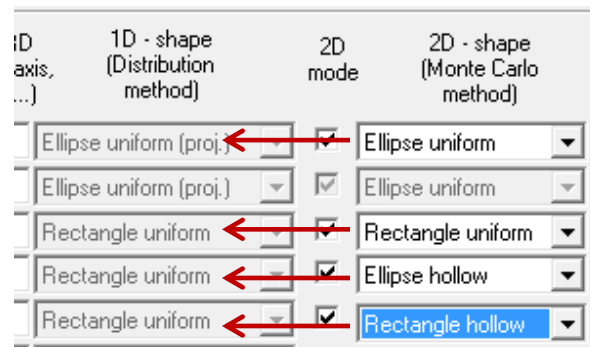 ID
axis,
...)
1D - shape
(Distribution
method)
2D
mode
2D - shape
(Monte Carlo
method)
Ellipse uniform (proj.) Ellipse uniform
Ellipse uniform (proj.) Ellipse uniform
Rectangle uniform Rectangle uniform
Rectangle uniform Ellipse hollow
Rectangle uniform Rectangle hollow